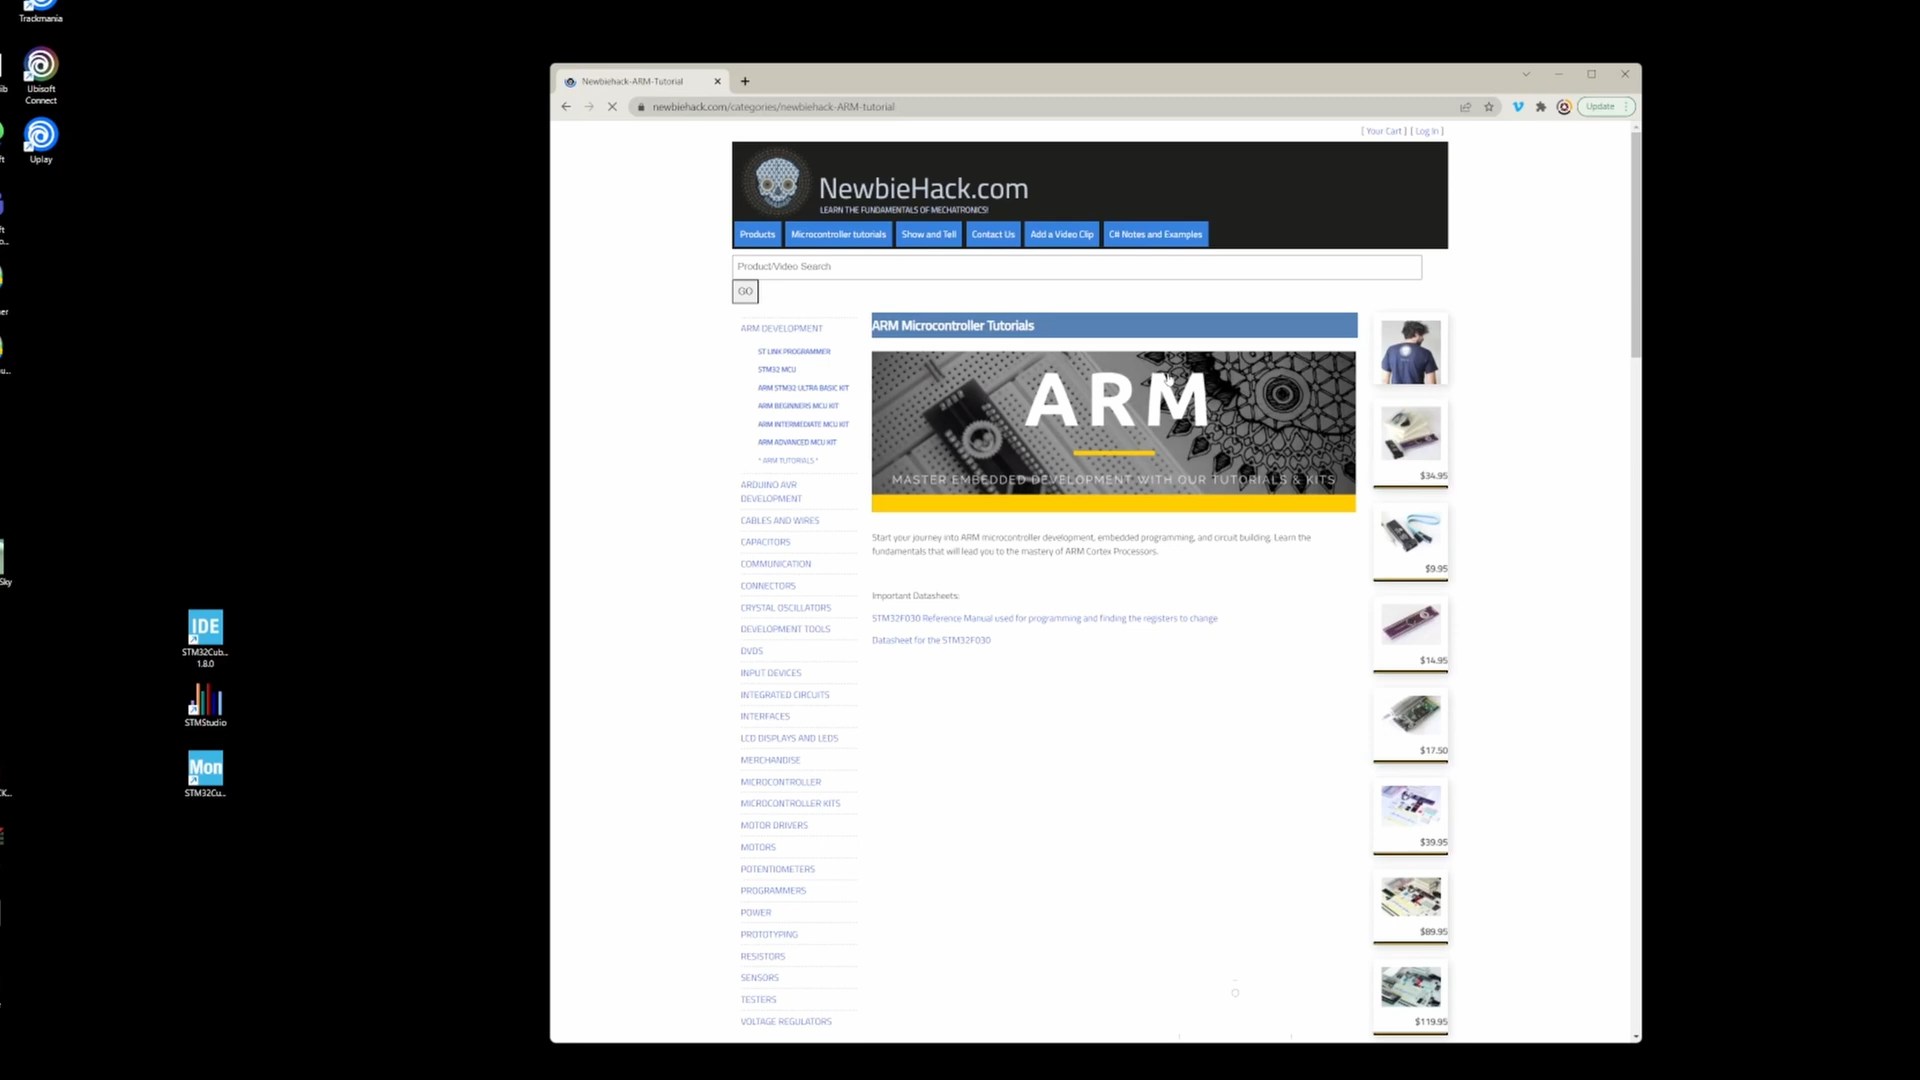 Trackmania
Ubisoft
Connect
Uplay
Sky
IDE
STM32Cub...
1.8.0
STMStudio
Mon
STM32Cu...
Newbiehack-ARM-Tutorial
newbiehack.com/categories/newbiehack-ARM-tutorial
Update
[ Your Cart ] [ Log In ]
NewbieHack.com
LEARN THE FUNDAMENTALS OF MECHATRONICS!
Products
Microcontroller tutorials
Show and Tell
Contact Us
Add a Video Clip
C# Notes and Examples
Product/Video Search
GO
ARM DEVELOPMENT
ST LINK PROGRAMMER
STM32 MCU
ARM STM32 ULTRA BASIC KIT
ARM BEGINNERS MCU KIT
ARM INTERMEDIATE MCU KIT
ARM ADVANCED MCU KIT
* ARM TUTORIALS *
ARDUINO AVR
DEVELOPMENT
CABLES AND WIRES
CAPACITORS
COMMUNICATION
CONNECTORS
CRYSTAL OSCILLATORS
DEVELOPMENT TOOLS
DVDS
INPUT DEVICES
INTEGRATED CIRCUITS
INTERFACES
LCD DISPLAYS AND LEDS
MERCHANDISE
MICROCONTROLLER
MICROCONTROLLER KITS
MOTOR DRIVERS
MOTORS
POTENTIOMETERS
PROGRAMMERS
POWER
PROTOTYPING
RESISTORS
SENSORS
TESTERS
VOLTAGE REGULATORS
ARM Microcontroller Tutorials
ARM
MASTER EMBEDDED DEVELOPMENT WITH OUR TUTORIALS & KITS
Start your journey into ARM microcontroller development, embedded programming, and circuit building. Learn the
fundamentals that will lead you to the mastery of ARM Cortex Processors.
Important Datasheets:
STM32F030 Reference Manual used for programming and finding the registers to change
Datasheet for the STM32F030
$34.95
$9.95
$14.95
$17.50
$39.95
$89.95
$119.95